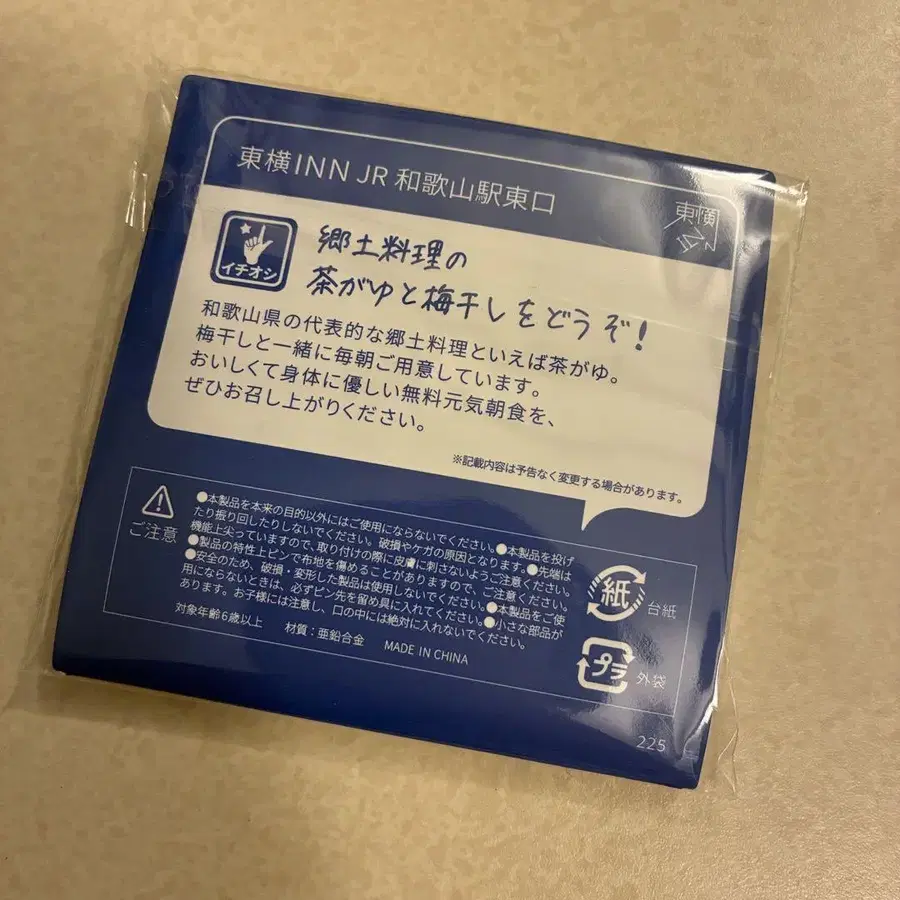 東横INN JR 和歌山駅東口
東横
イチオシ
郷土料理の
茶がゆと梅干しをどうぞ！
和歌山県の代表的な郷土料理といえば茶がゆ。
梅干しと一緒に毎朝ご用意しています。
おいしくて身体に優しい無料元気朝食を、
ぜひお召し上がりください。
※記載内容は予告なく変更する場合があります。
ご注意
●本製品を本来の目的以外にはご使用にならないでください。●本製品を投げ
たり振り回したりしないでください。破損やケガの原因となります。●先端は
機能上尖っていますので、取り付けの際に皮膚に刺さないようご注意ください。
●製品の特性上ピンで布地を傷めることがありますので、ご注意ください。
●安全のため、破損・変形した製品は使用しないでください。●本製品をご使
用にならないときは、必ずピン先を留め具に入れてください。●小さな部品が
あります。お子様には注意し、口の中には絶対に入れないでください。
対象年齢6歳以上 材質：亜鉛合金 MADE IN CHINA
紙 台紙
プラ 外袋
225